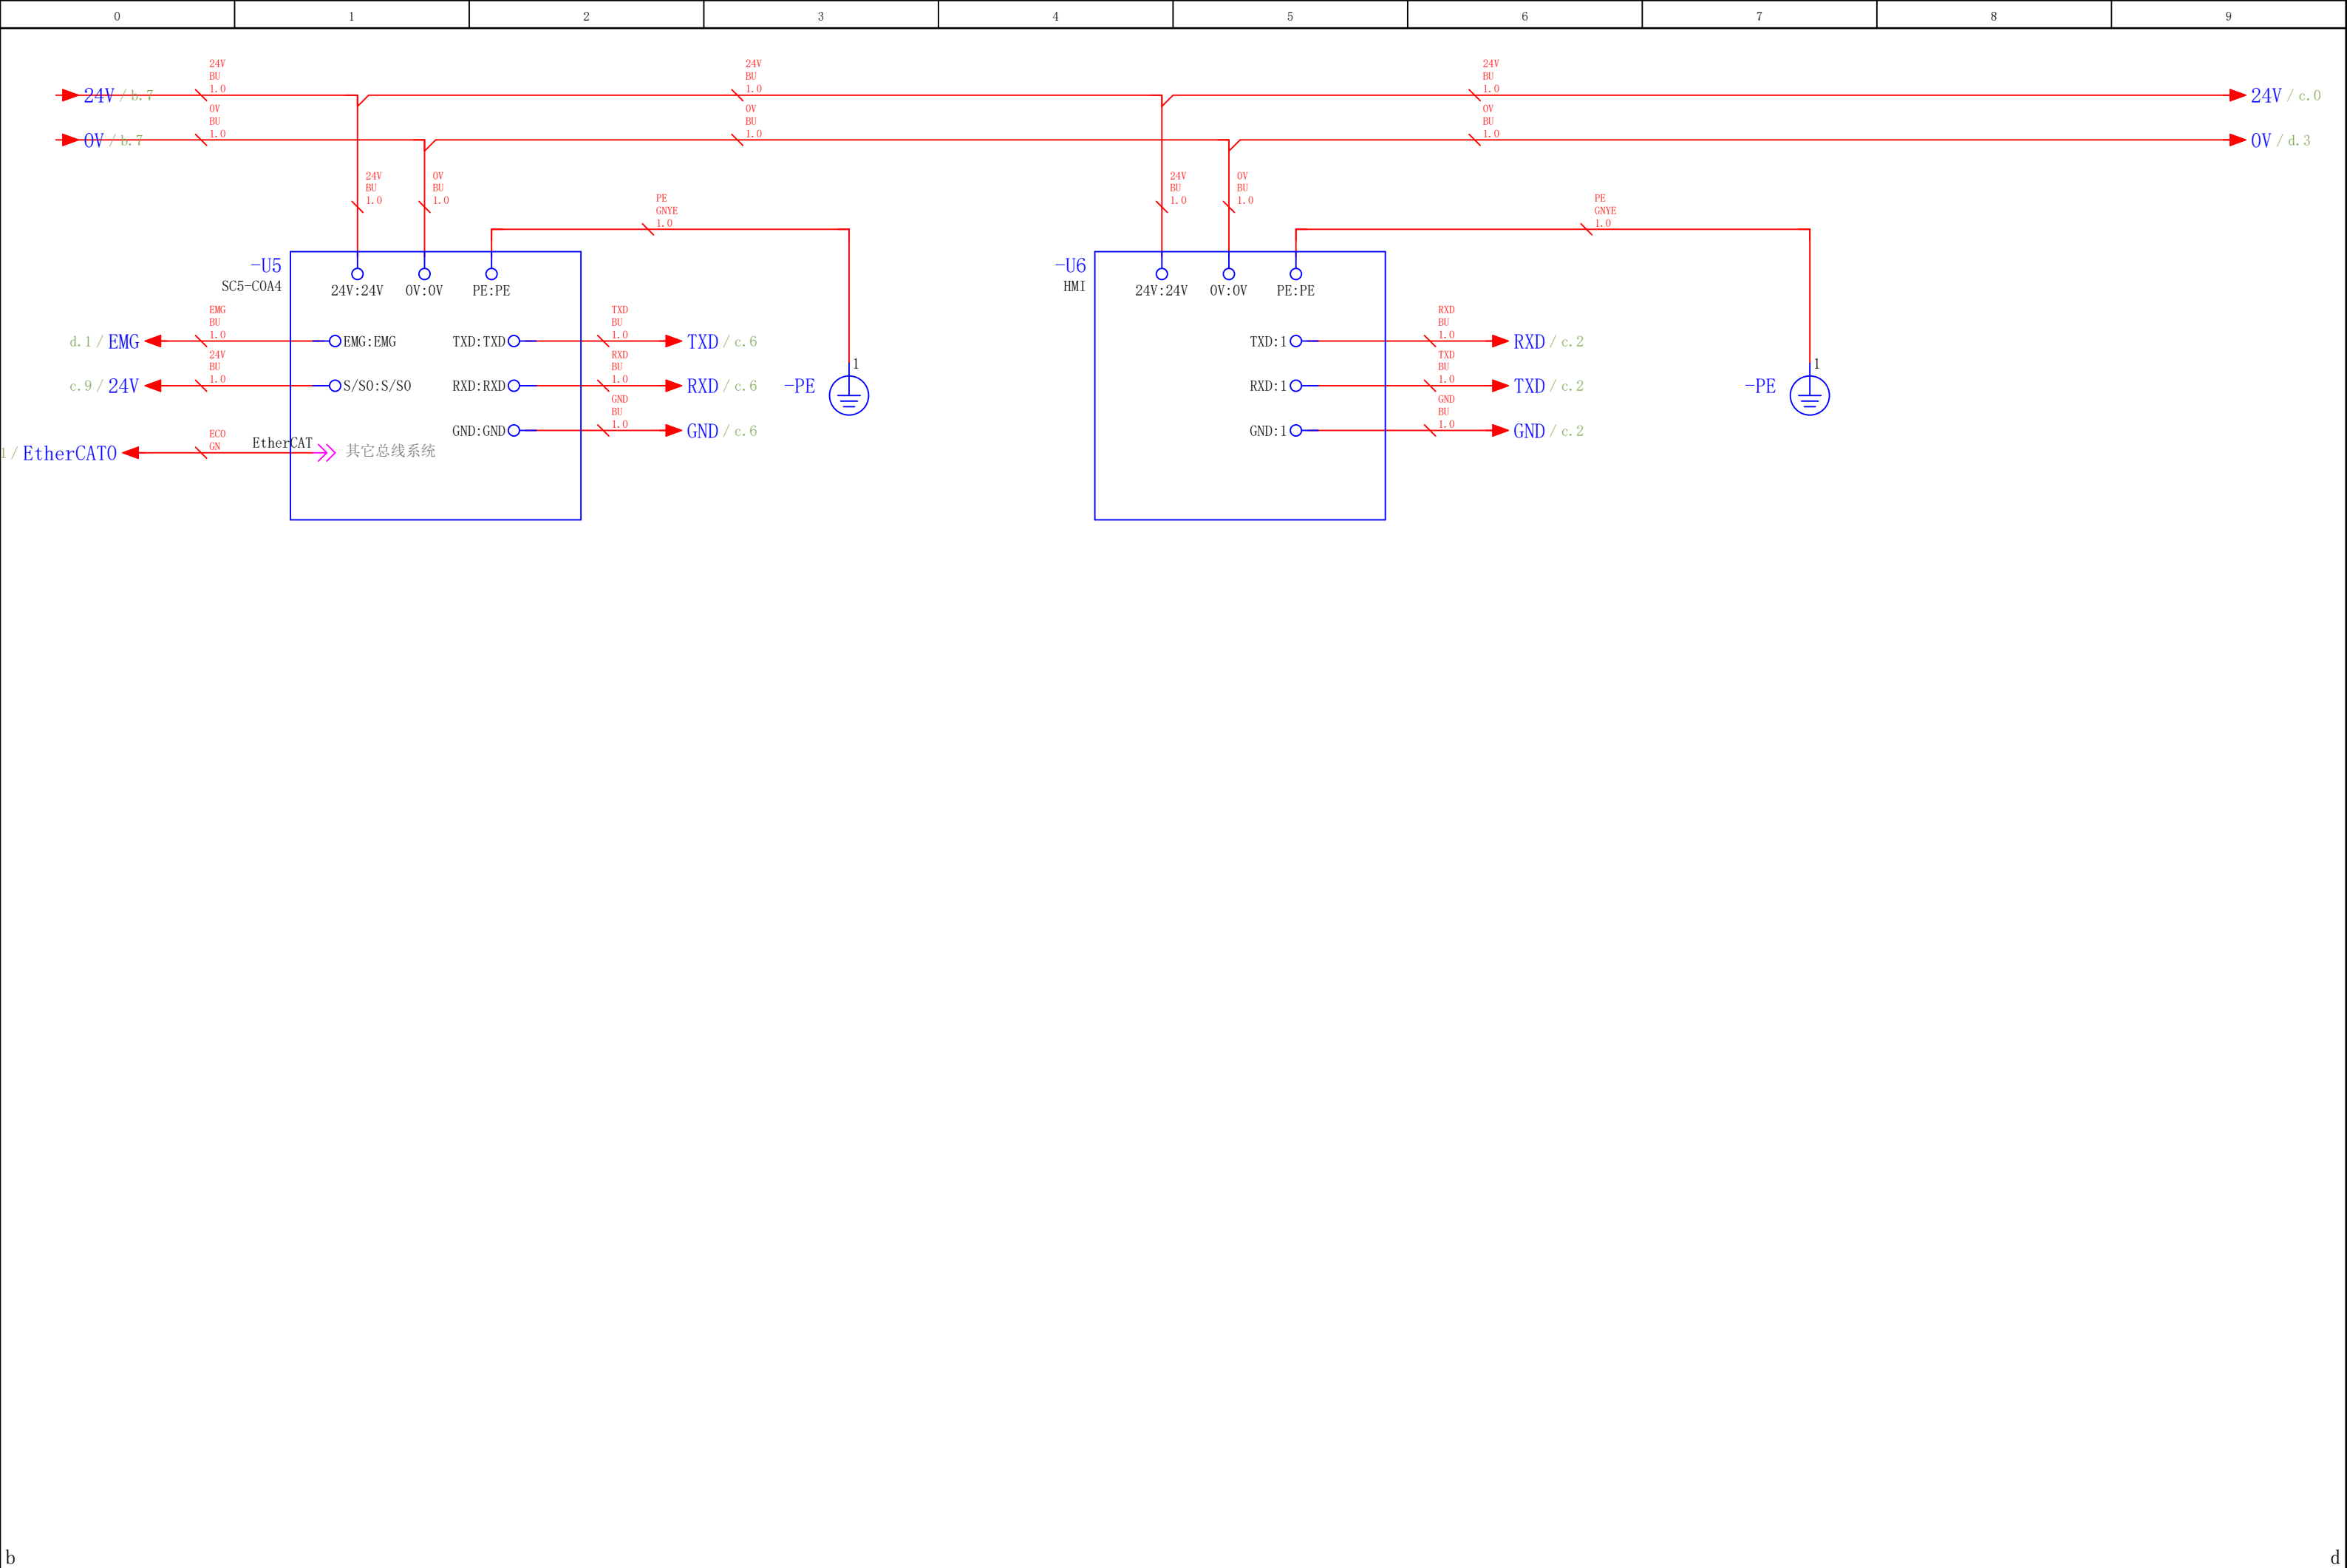 0 1 2 3 4 5 6 7 8 9
24V 24V 24V
BU BU BU
1.0 1.0 1.0
24V / b.7 24V / c.0
0V 0V 0V
BU BU BU
1.0 1.0 1.0
0V / b.7 0V / d.3
24V 0V 24V 0V
BU BU BU BU
1.0 1.0 1.0 1.0
PE PE
GNYE GNYE
1.0 1.0
-U5 -U6
SC5-C0A4 24V:24V 0V:0V PE:PE HMI 24V:24V 0V:0V PE:PE
EMG TXD RXD
BU BU BU
1.0 1.0 1.0
d.1 / EMG EMG:EMG TXD:TXD TXD / c.6 TXD:1 RXD / c.2
24V RXD TXD
BU BU BU
1.0 1.0 1.0
1 1
c.9 / 24V S/S0:S/S0 RXD:RXD RXD / c.6 -PE RXD:1 TXD / c.2 -PE
GND GND
BU BU
1.0 1.0
GND:GND GND / c.6 GND:1 GND / c.2
ECO
GN
1 / EtherCATO EtherCAT 其它总线系统
b d